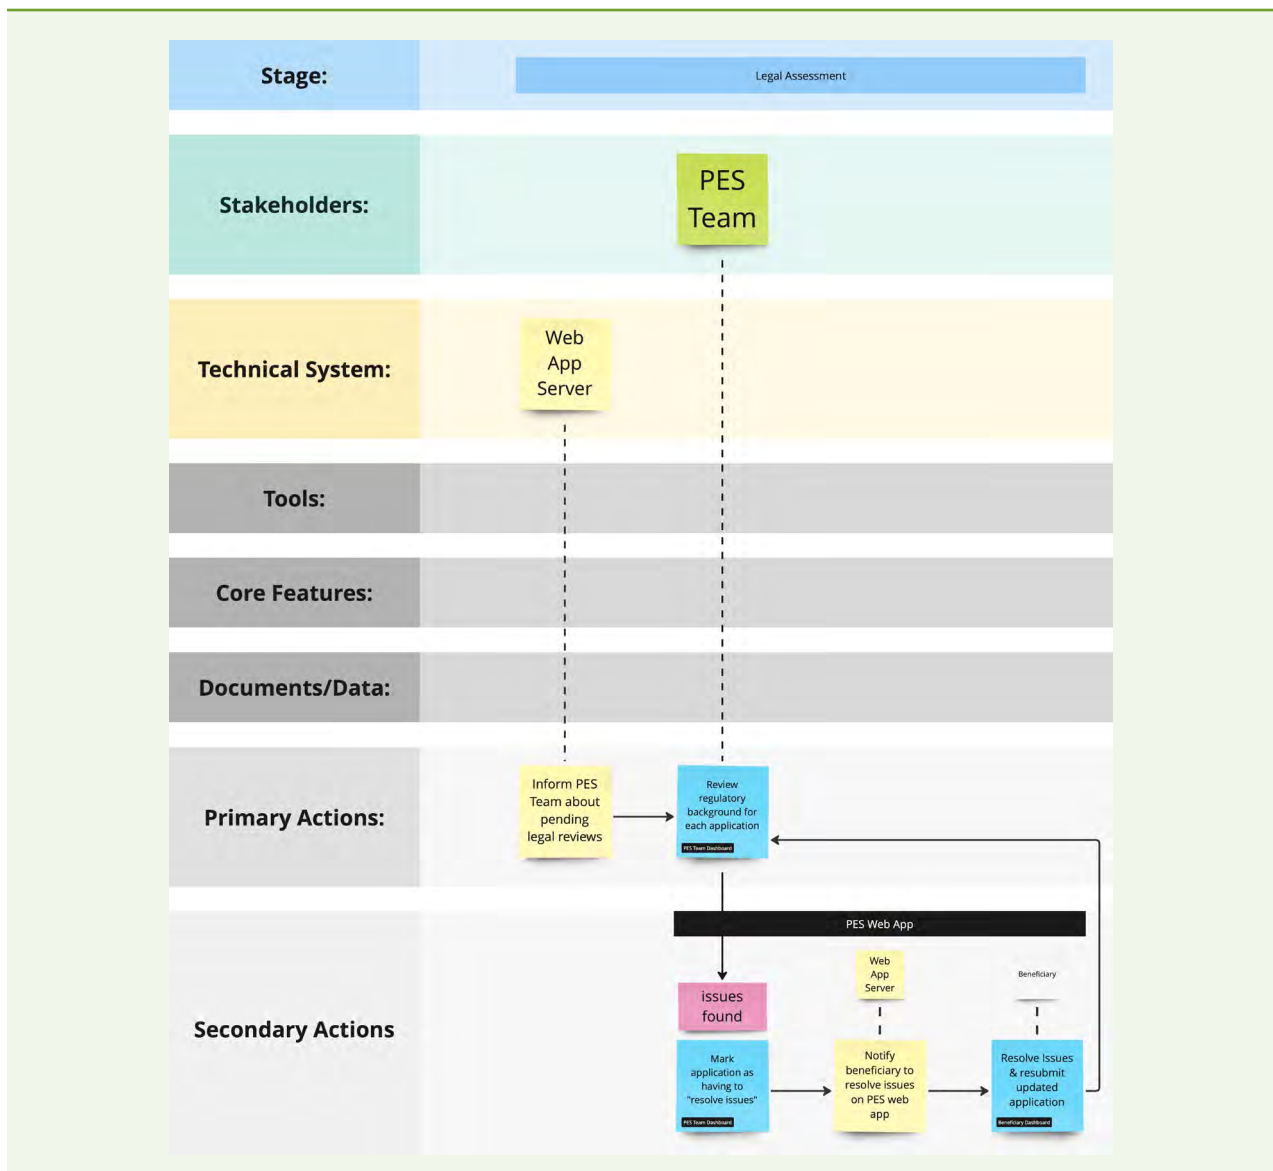 Stage:
Legal Assessment
Stakeholders:
PES
Team
Technical System:
Web
App
Server
Tools:
Core Features:
Documents/Data:
Primary Actions:
Inform PES
Team about
pending
legal reviews
Review
regulatory
background for
each application
PES Team Dashboard
Secondary Actions
PES Web App
issues
found
Web
App
Server
Beneficiary
Mark
application as
having to
"resolve issues"
PES Team Dashboard
Notify
beneficiary to
resolve issues
on PES web
app
Resolve Issues
& resubmit
updated
application
Beneficiary Dashboard